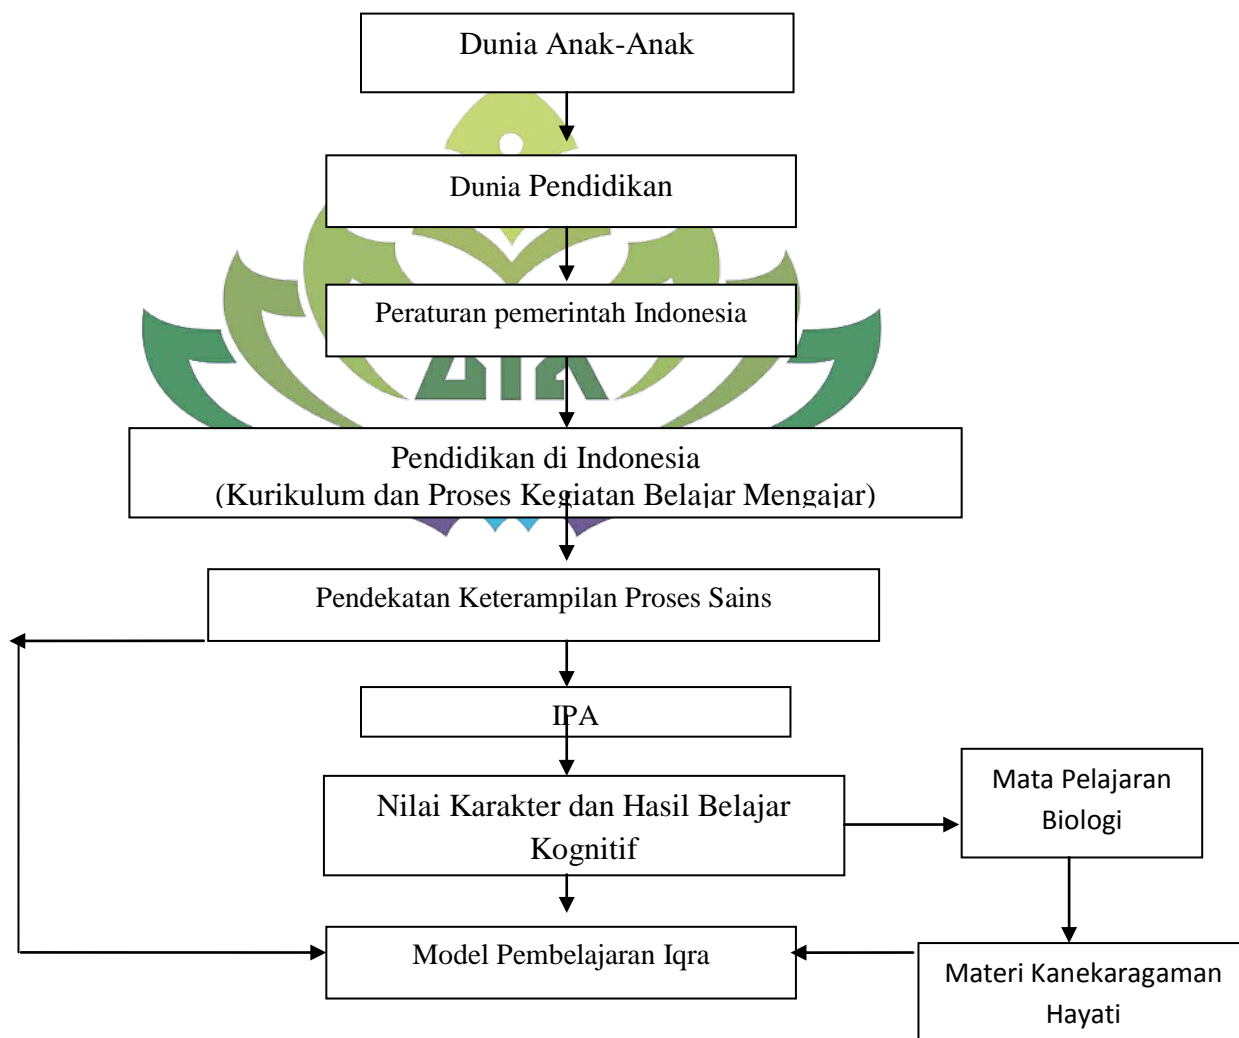 Dunia Anak-Anak
Dunia Pendidikan
Peraturan pemerintah Indonesia
Pendidikan di Indonesia
(Kurikulum dan Proses Kegiatan Belajar Mengajar)
Pendekatan Keterampilan Proses Sains
IPA
Nilai Karakter dan Hasil Belajar
Kognitif
Mata Pelajaran
Biologi
Model Pembelajaran Iqra
Materi Kanekaragaman
Hayati